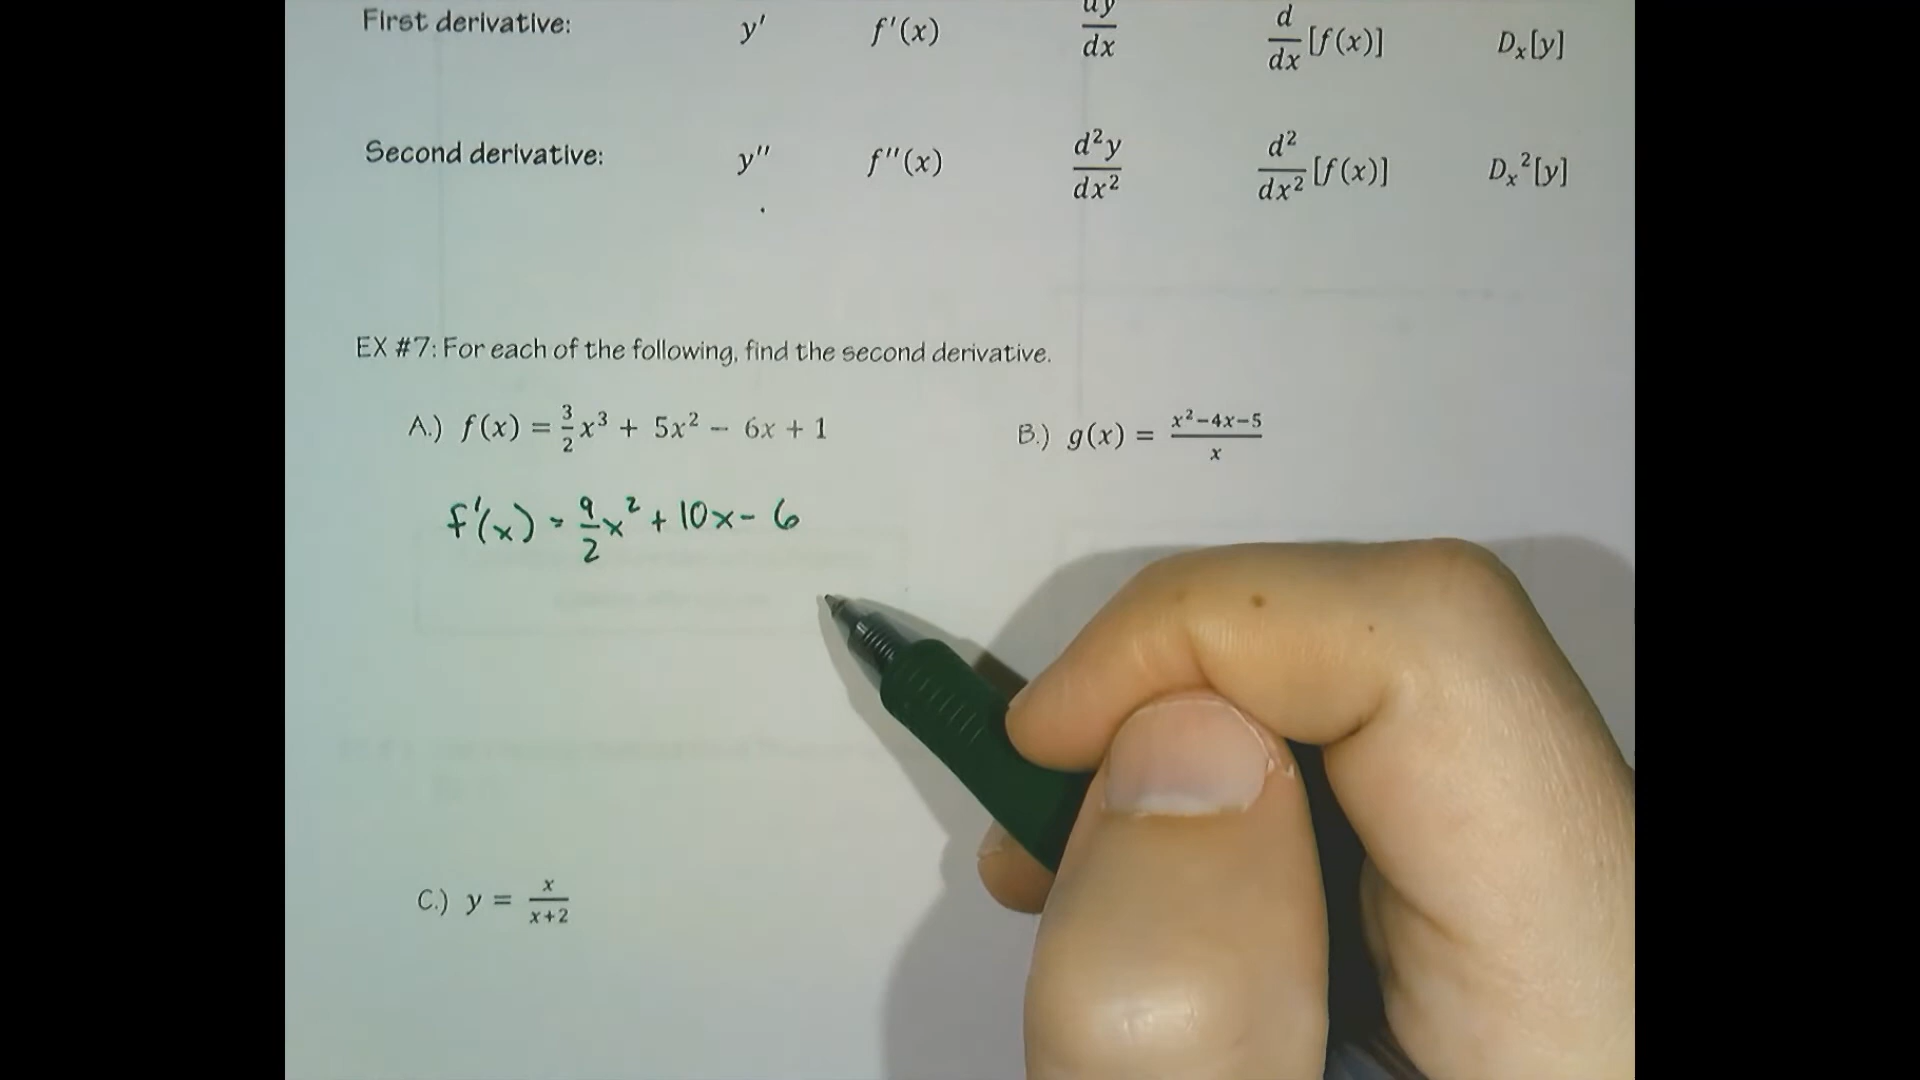 First derivative: y' f'(x) dy/dx d/dx [f(x)] Dₓ[y]
Second derivative: y'' f''(x) d²y/dx² d²/dx² [f(x)] Dₓ²[y]
EX #7: For each of the following, find the second derivative.
A.) f(x) = 3/2 x³ + 5x² − 6x + 1 B.) g(x) = x²−4x−5 / x
f'(x) = 9/2 x² + 10x − 6
C.) y = x / x+2